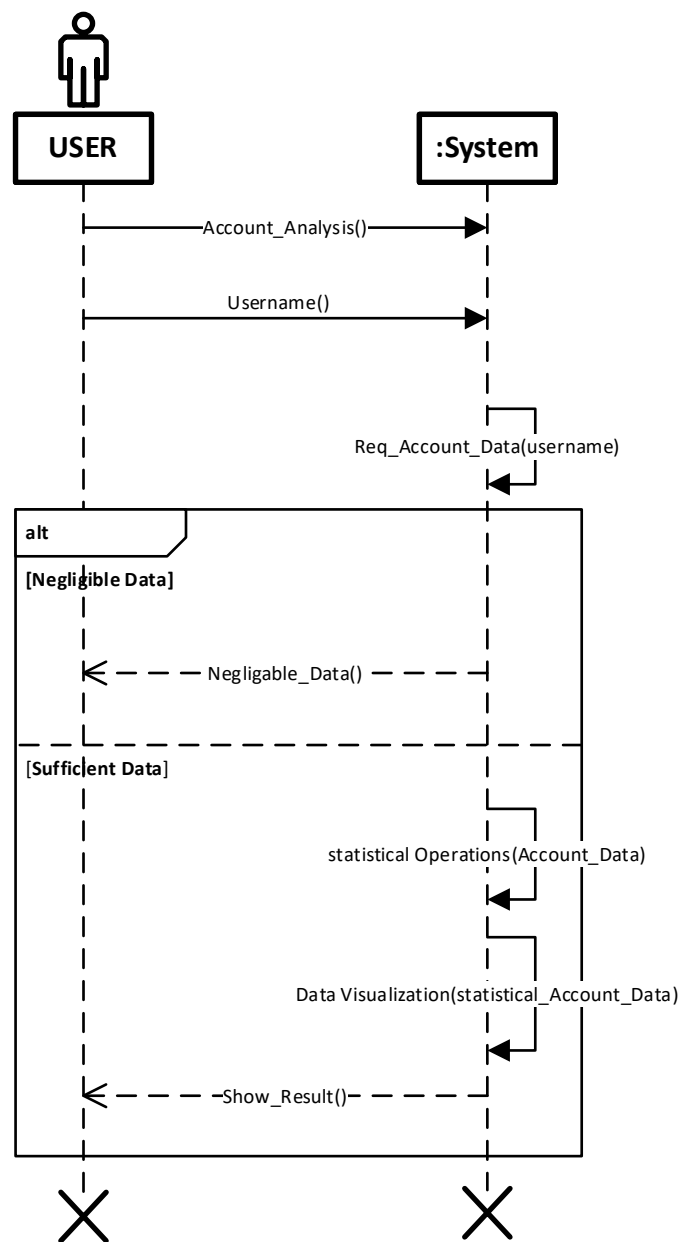 USER
:System
Account_Analysis()
Username()
Req_Account_Data(username)
alt
[Negligible Data]
Negligable_Data()
[Sufficient Data]
statistical Operations(Account_Data)
Data Visualization(statistical_Account_Data)
Show_Result()